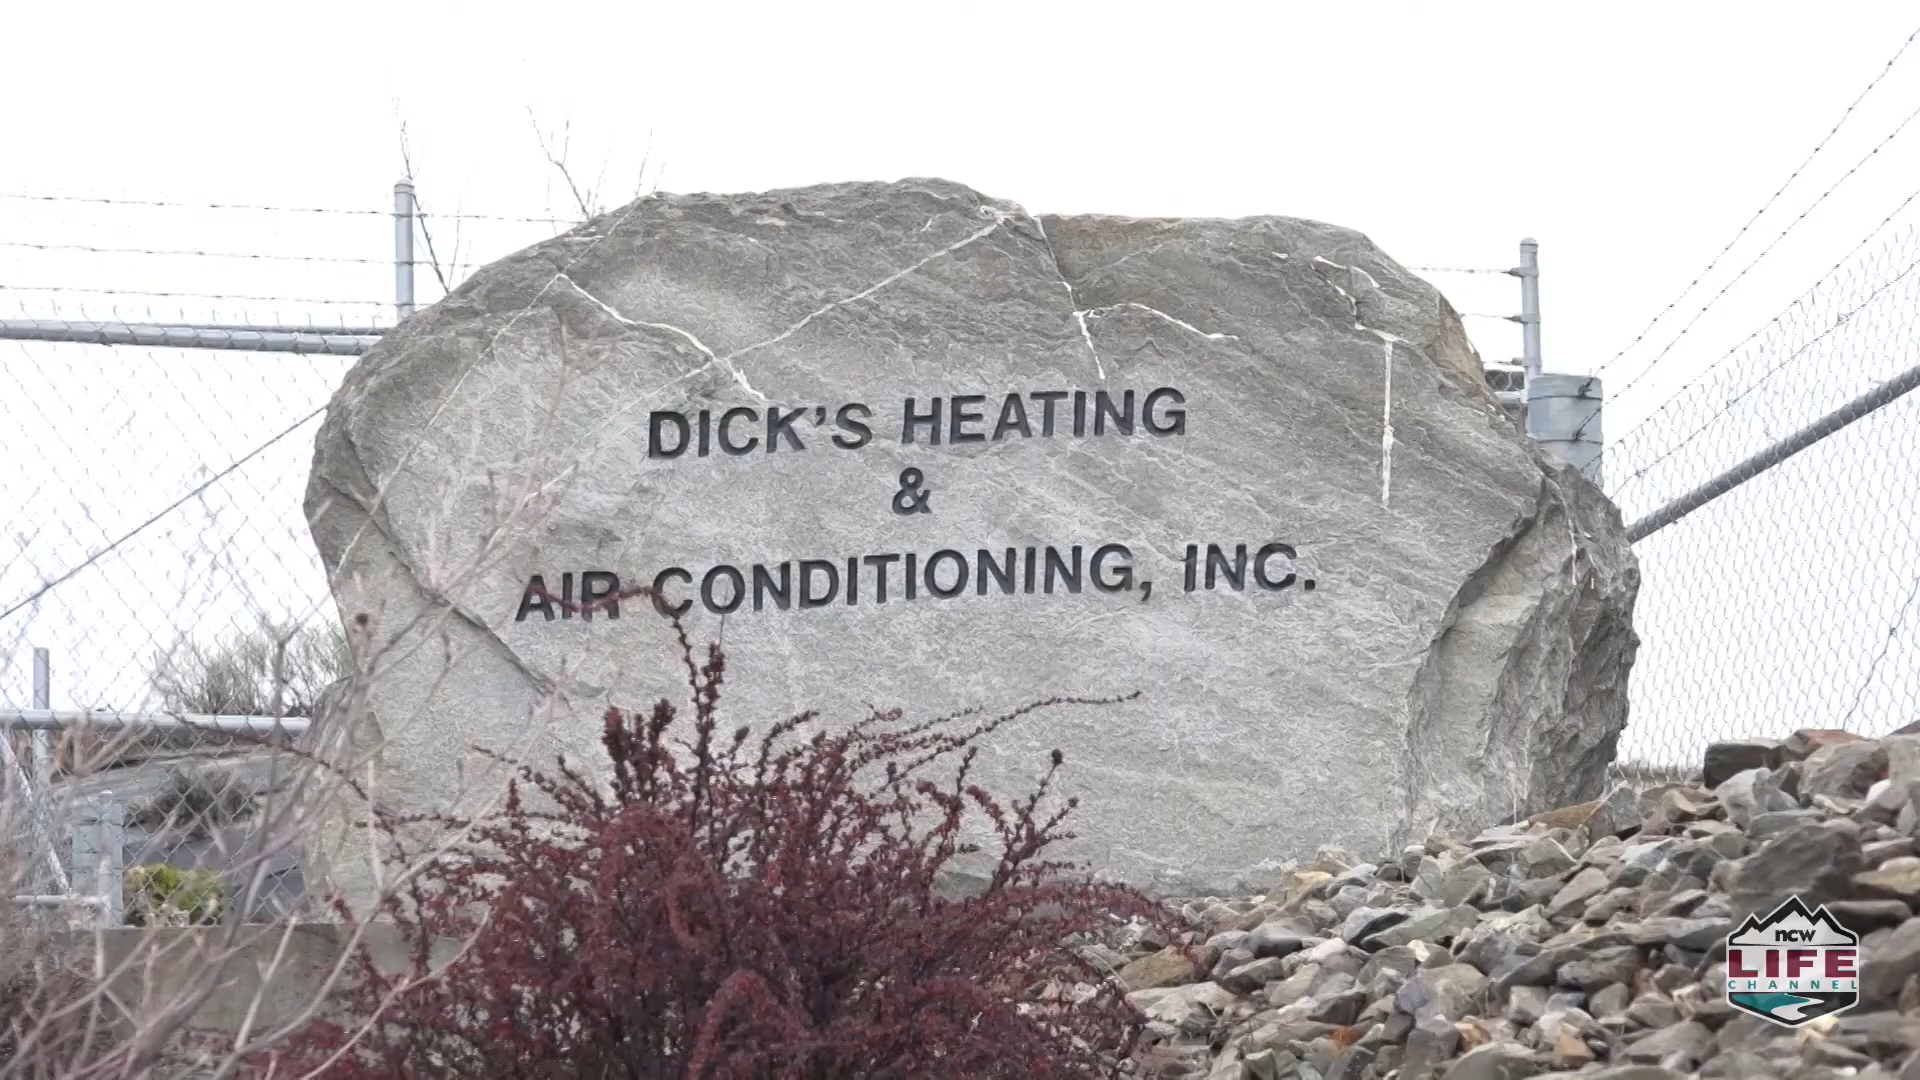 DICK'S HEATING
&
AIR CONDITIONING, INC.
ncw
LIFE
CHANNEL